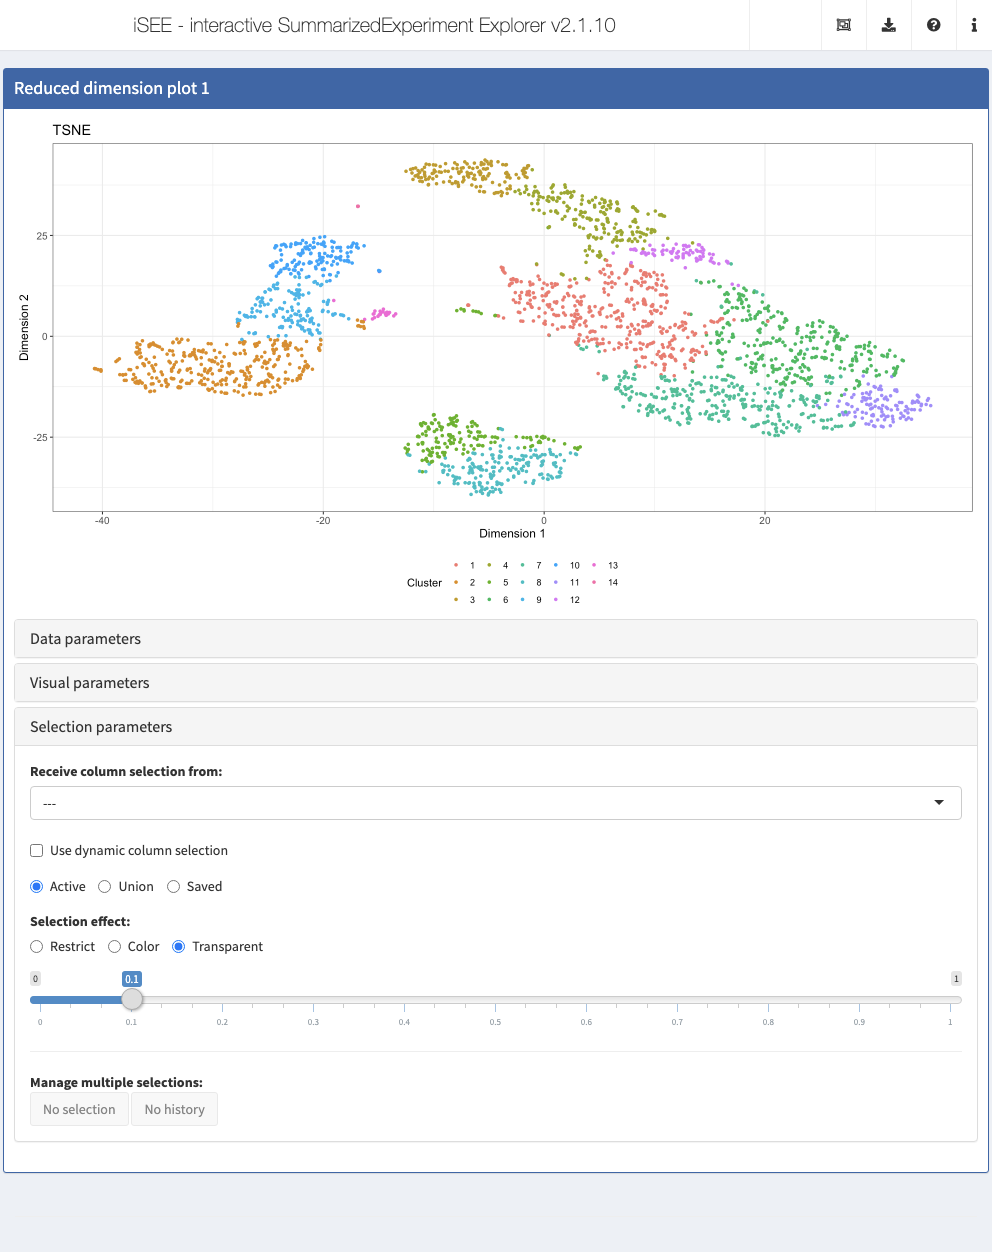 iSEE - interactive SummarizedExperiment Explorer v2.1.10
Reduced dimension plot 1
TSNE
Dimension 2
25
0
-25
-40 -20 0 20
Dimension 1
Cluster
1 4 7 10 13
2 5 8 11 14
3 6 9 12
Data parameters
Visual parameters
Selection parameters
Receive column selection from:
---
Use dynamic column selection
Active Union Saved
Selection effect:
Restrict Color Transparent
0 0.1 1
0 0.1 0.2 0.3 0.4 0.5 0.6 0.7 0.8 0.9 1
Manage multiple selections:
No selection No history